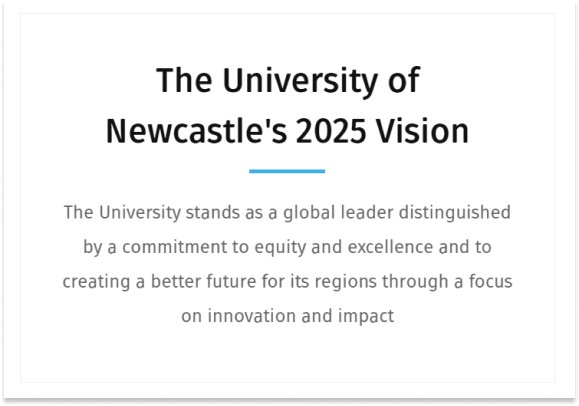 The University of
Newcastle's 2025 Vision
The University stands as a global leader distinguished
by a commitment to equity and excellence and to
creating a better future for its regions through a focus
on innovation and impact